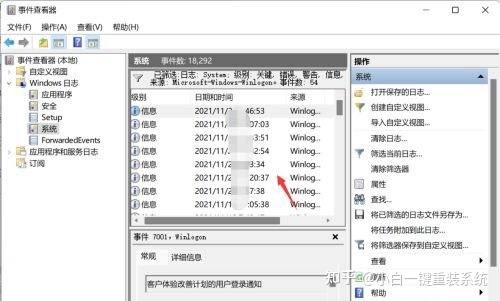 事件查看器
文件(F) 操作(A) 查看(V) 帮助(H)
事件查看器 (本地)
自定义视图
Windows 日志
应用程序
安全
Setup
系统
ForwardedEvents
应用程序和服务日志
订阅
系统 事件数: 18,292
已筛选:日志: System; 级别: 关键, 错误, 警告, 信息,
来源: Microsoft-Windows-Winlogon。事件数: 54
级别 日期和时间 来源
信息 2021/11/ 46:53 Winlog...
信息 2021/11/ :07:03 Winlog...
信息 2021/11/ 3:51 Winlog...
信息 2021/11/2 2:54 Winlog...
信息 2021/11/2 3:34 Winlog...
信息 2021/11/ 20:37 Winlog...
信息 2021/11/2 7:38 Winlog...
信息 2021/11/ 05:38 Winlog...
事件 7001，Winlogon
常规 详细信息
客户体验改善计划的用户登录通知
操作
系统
打开保存的日志...
创建自定义视图...
导入自定义视图...
清除日志...
筛选当前日志...
清除筛选器
属性
查找...
将已筛选的日志文件另存为...
将任务附加到此日志...
将筛选器保存到自定义视图...
查看
刷新
帮助
知乎 @小白一键重装系统